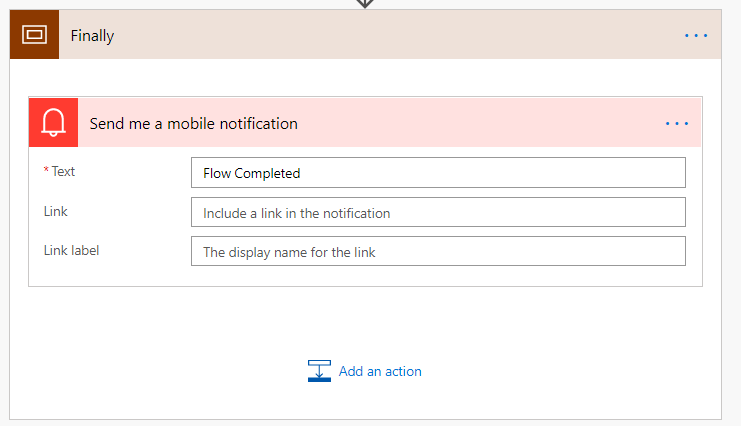 Finally
Send me a mobile notification
* Text
Flow Completed
Link
Include a link in the notification
Link label
The display name for the link
Add an action